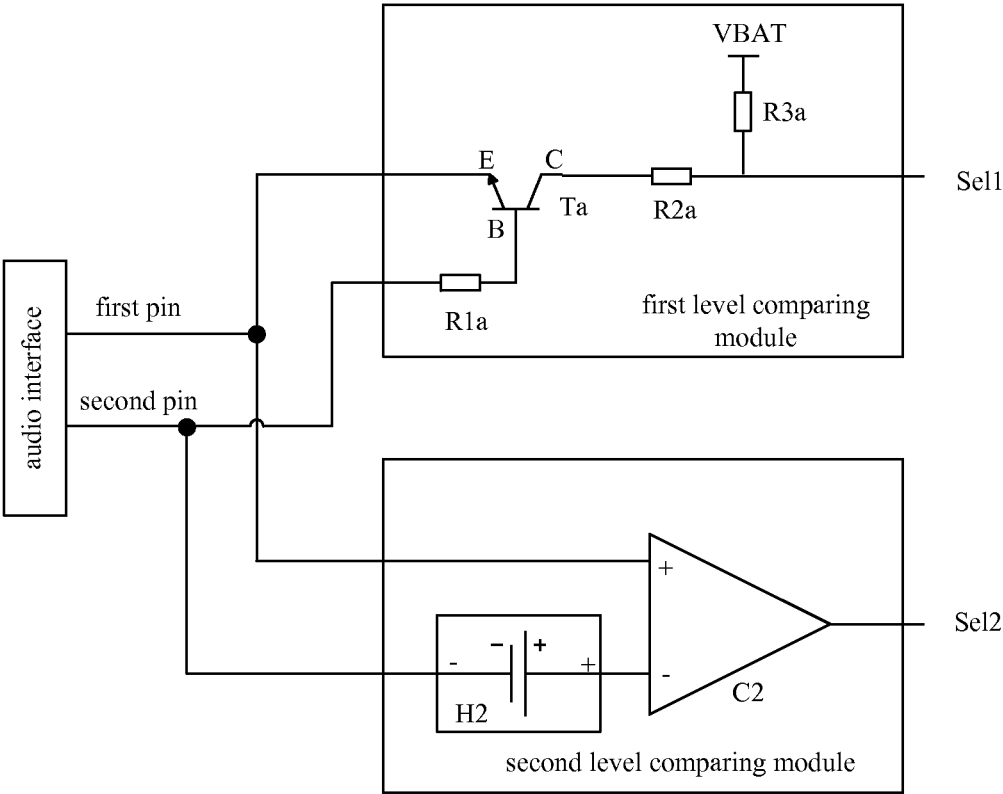 VBAT
R3a
E
C
Sel1
Ta
R2a
B
first pin
R1a
first level comparing
module
audio interface
second pin
+
Sel2
- +
- +
-
C2
H2
second level comparing module